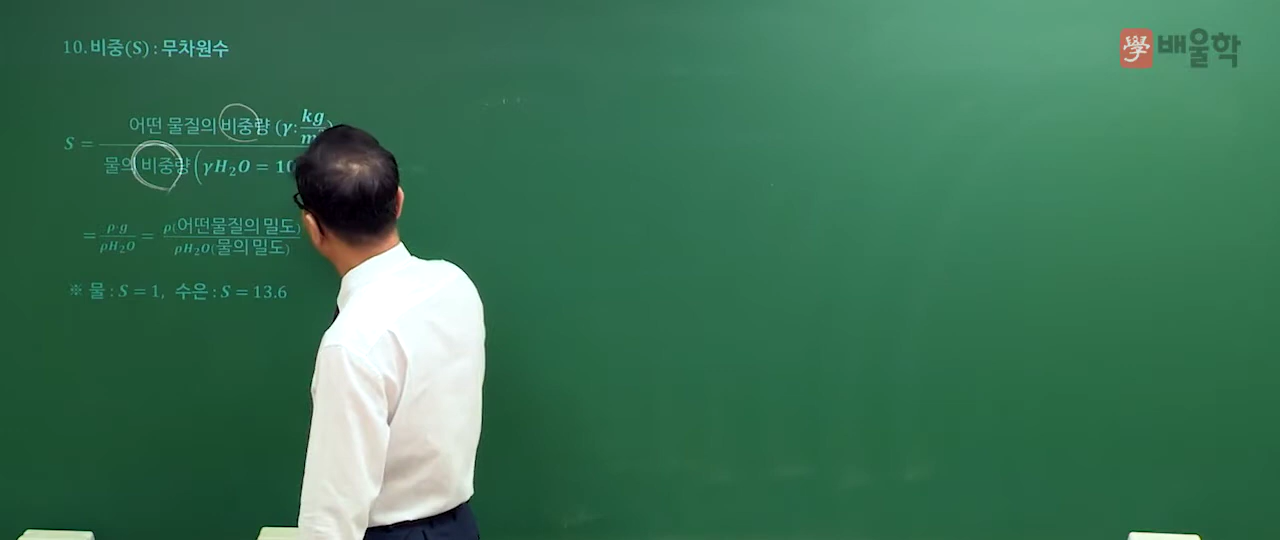 10. 비중(S) : 무차원수
學 배울학
어떤 물질의 비중량 (γ: kg/m
S =
물의 비중량 (γH₂O = 10
= ρ·g/ρH₂O = ρ(어떤물질의 밀도)/ρH₂O(물의 밀도)
※ 물 : S = 1, 수은 : S = 13.6